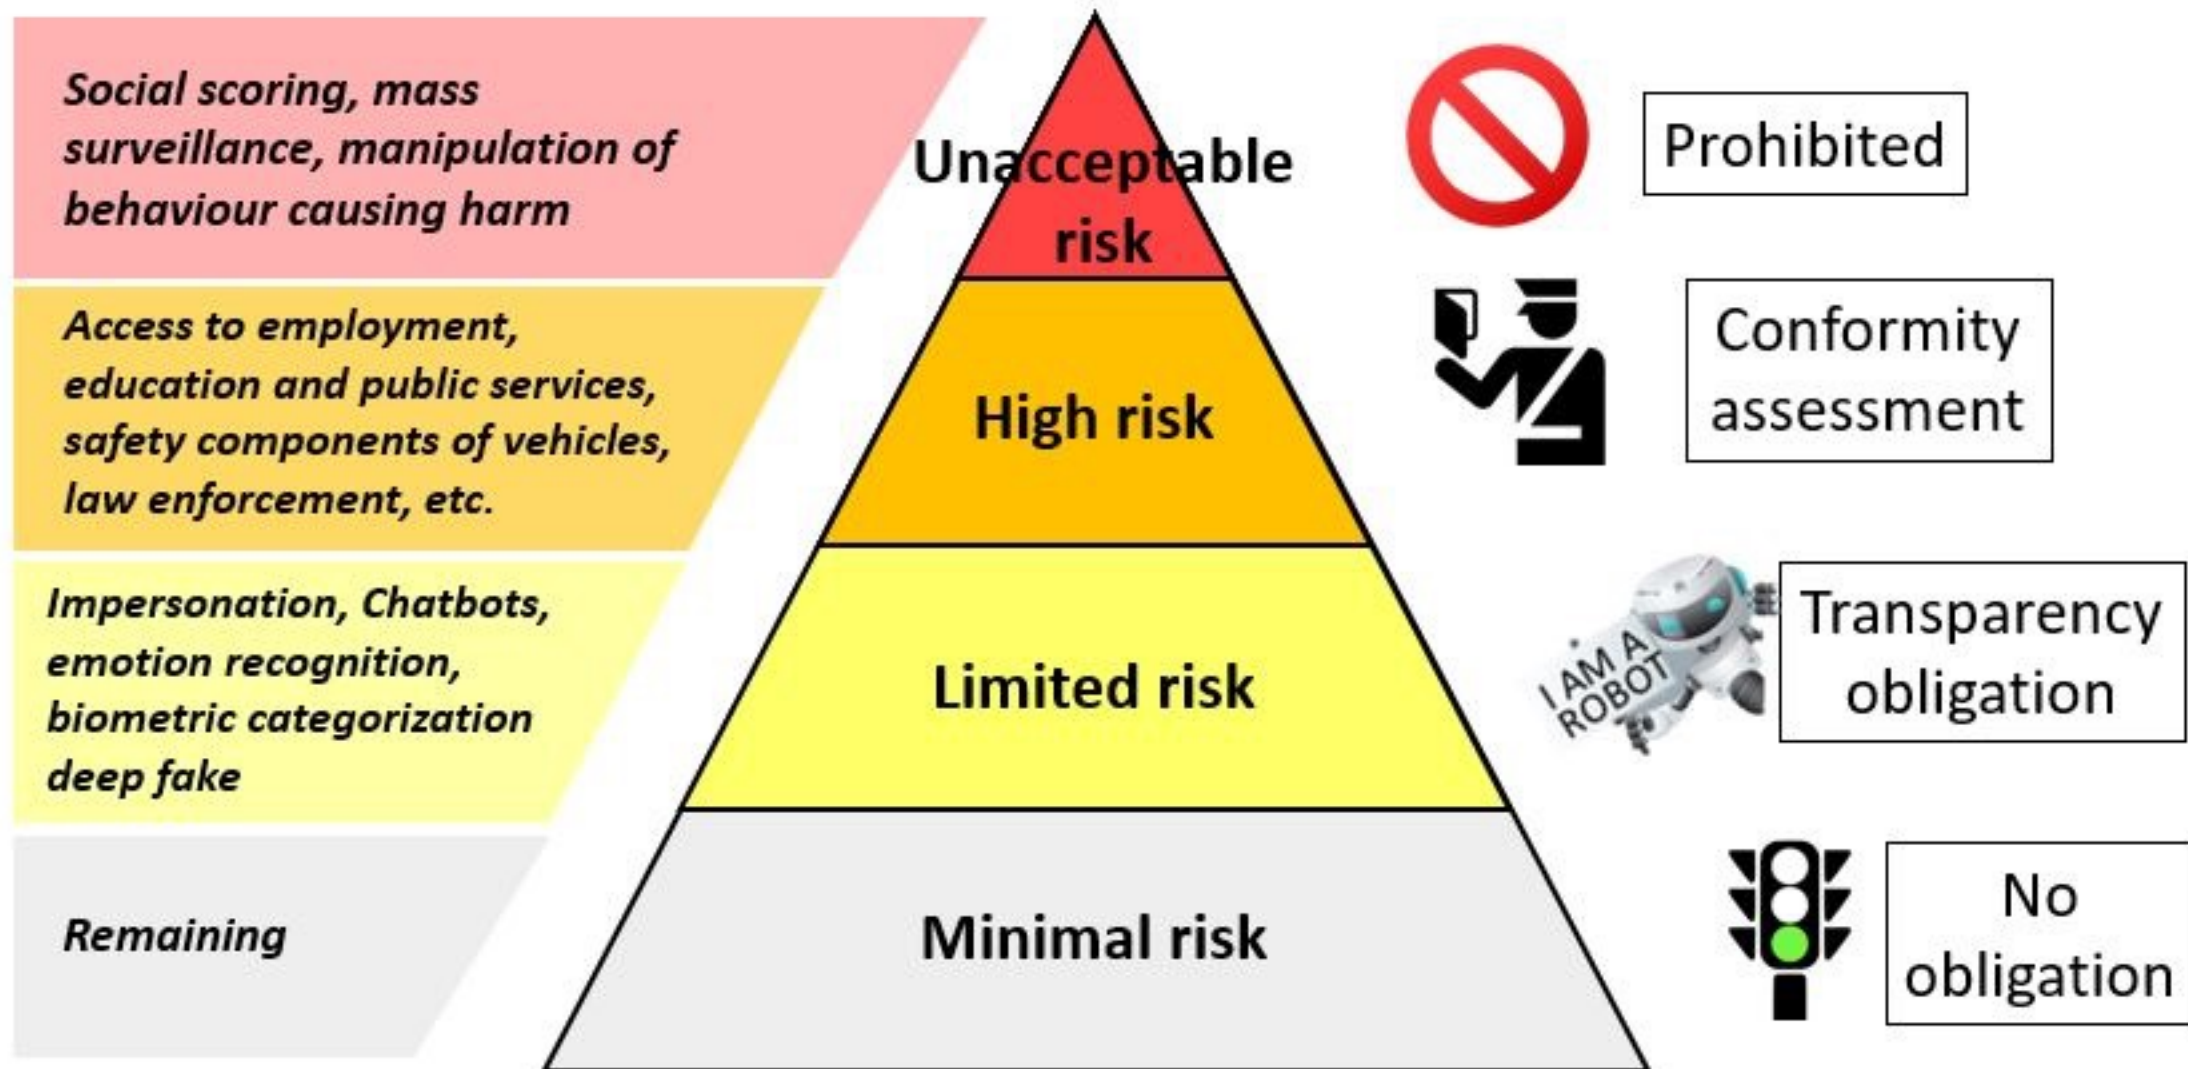 Social scoring, mass
surveillance, manipulation of
behaviour causing harm
Unacceptable
risk
Prohibited
Access to employment,
education and public services,
safety components of vehicles,
law enforcement, etc.
High risk
Conformity
assessment
Impersonation, Chatbots,
emotion recognition,
biometric categorization
deep fake
Limited risk
I AM A
ROBOT
Transparency
obligation
Remaining
Minimal risk
No
obligation